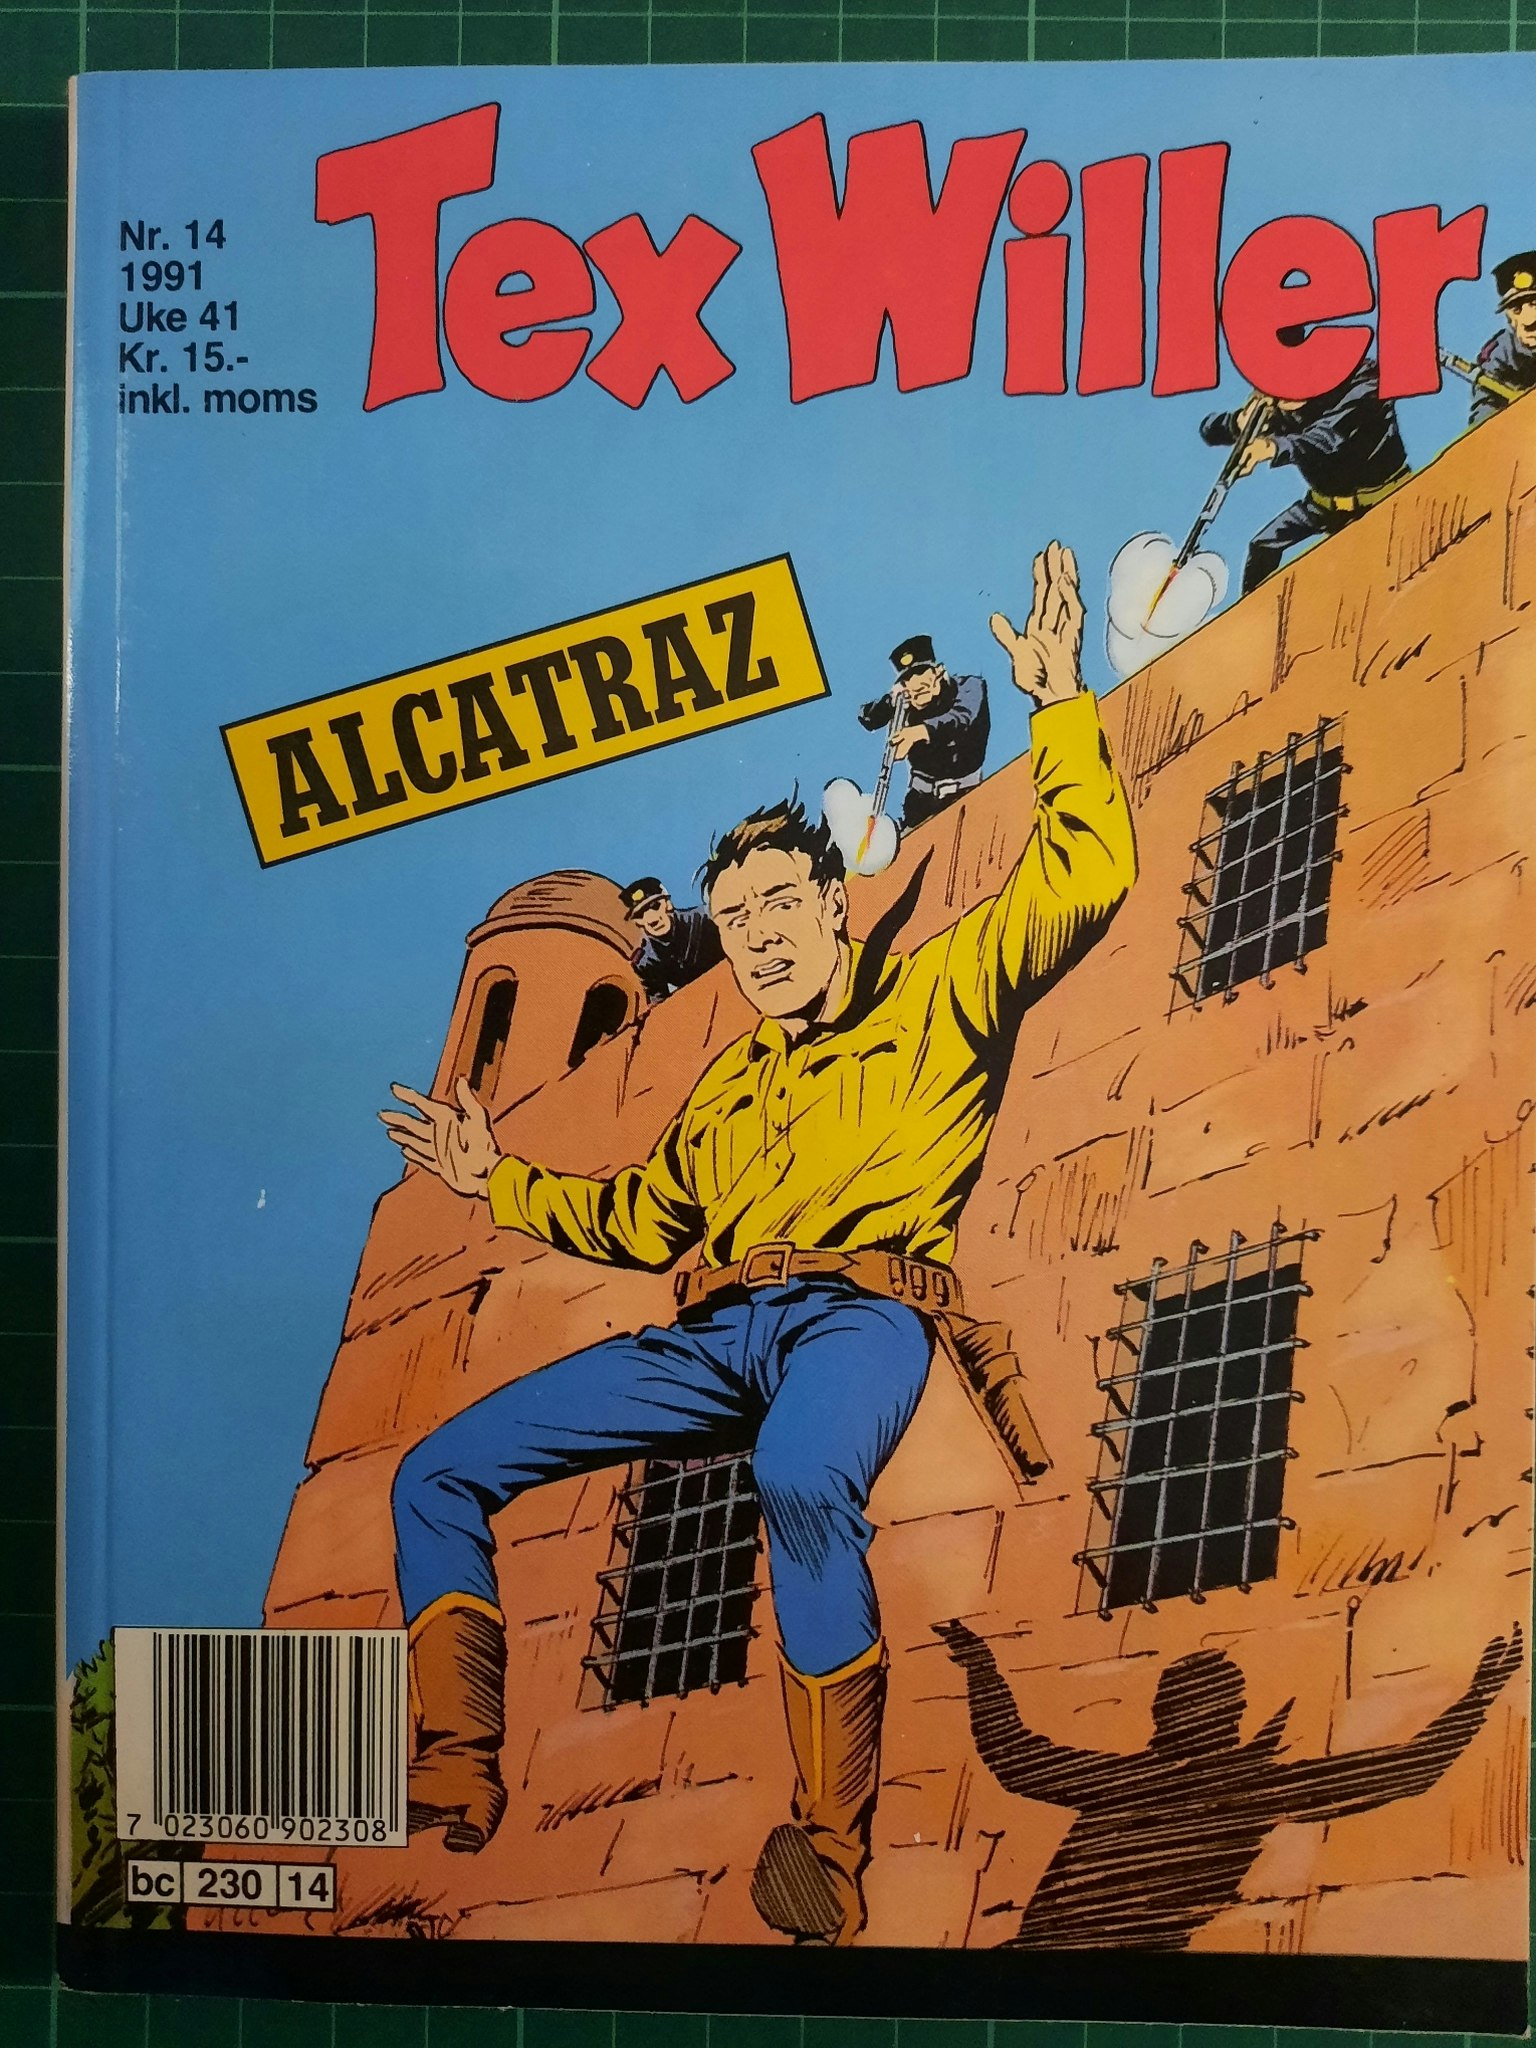 Tex Willer
Nr. 14
1991
Uke 41
Kr. 15.-
inkl. moms
ALCATRAZ
7 023060 902308
bc 230 14